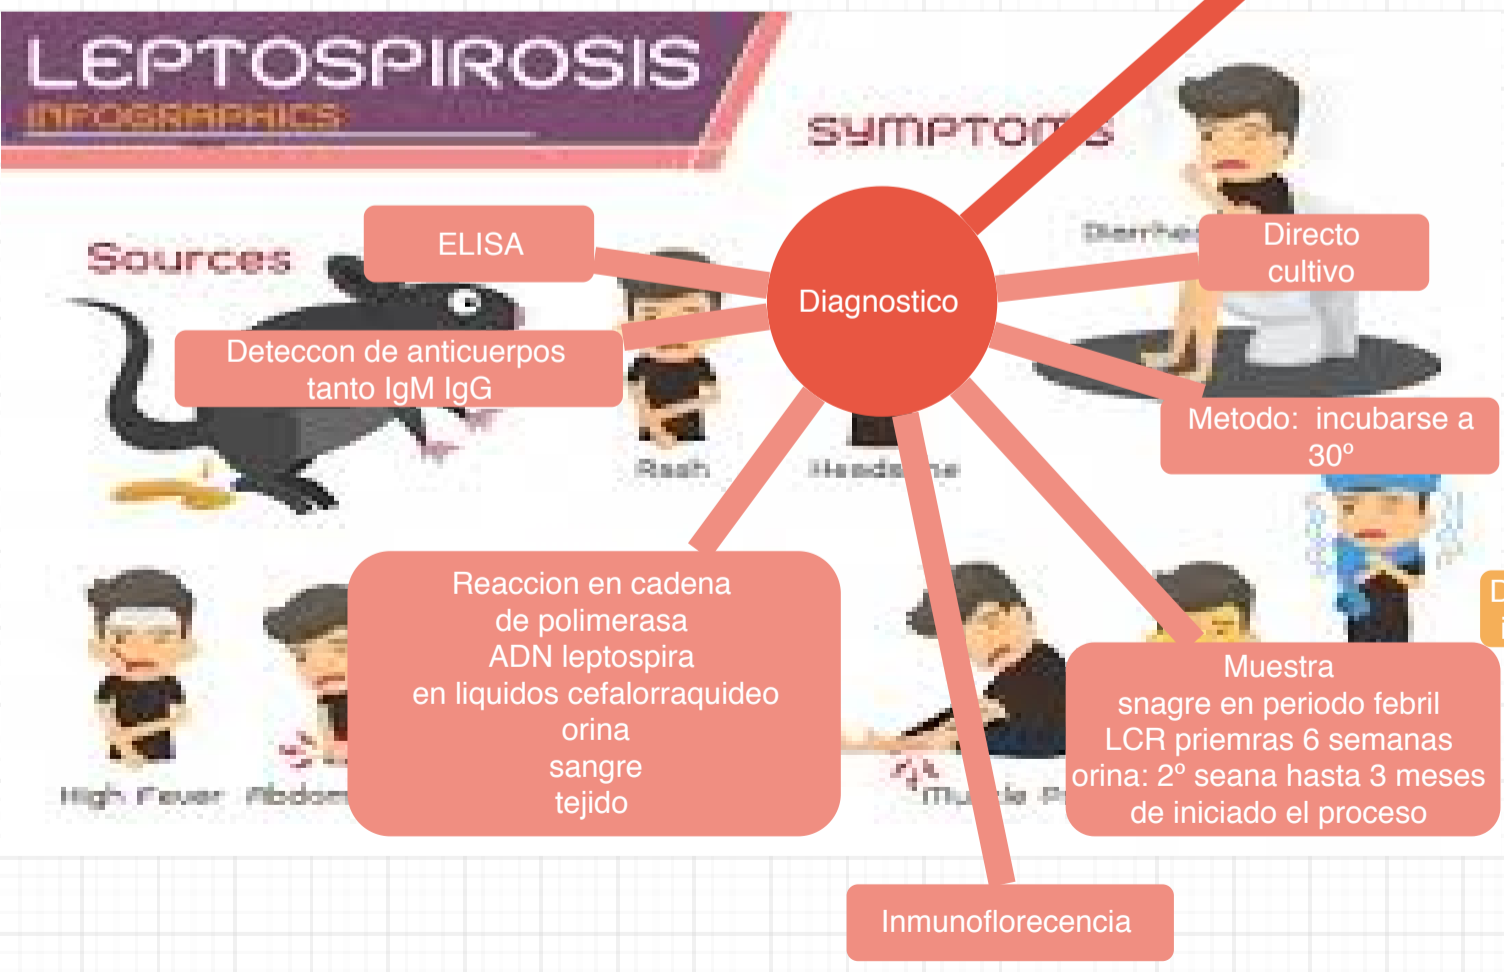 LEPTOSPIROSIS
INFOGRAPHICS
SYMPTOMS
Sources
ELISA
Deteccon de anticuerpos
tanto IgM IgG
Diagnostico
Directo
cultivo
Metodo:  incubarse a
30º
Rash
Reaccion en cadena
de polimerasa
ADN leptospira
en liquidos cefalorraquideo
orina
sangre
tejido
Muestra
snagre en periodo febril
LCR priemras 6 semanas
orina: 2º seana hasta 3 meses
de iniciado el proceso
High Fever
Inmunoflorecencia